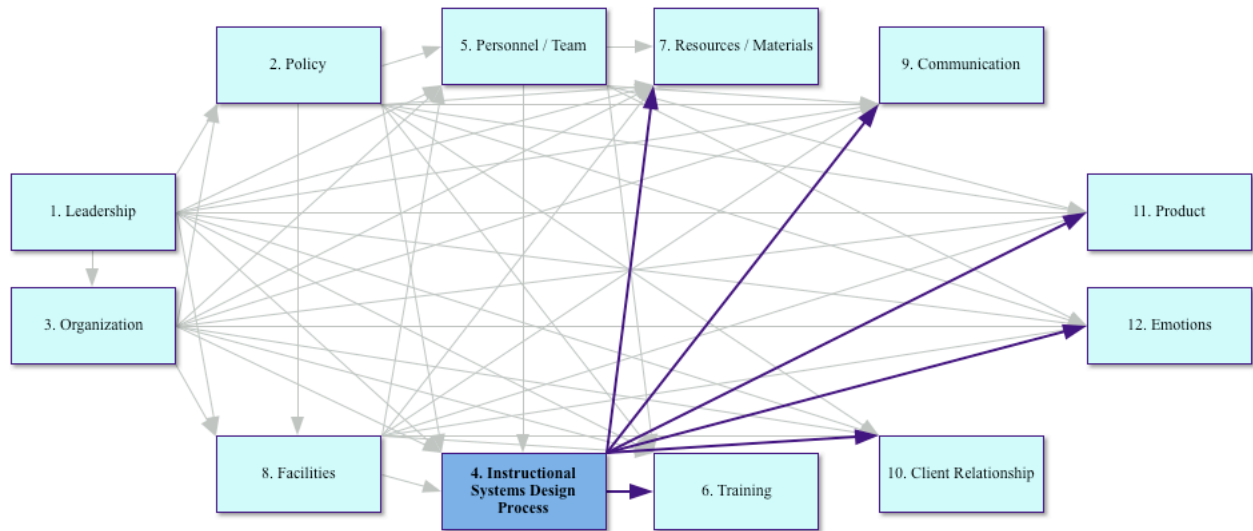 5. Personnel / Team
7. Resources / Materials
2. Policy
9. Communication
1. Leadership
11. Product
3. Organization
12. Emotions
8. Facilities
4. Instructional
Systems Design
Process
6. Training
10. Client Relationship